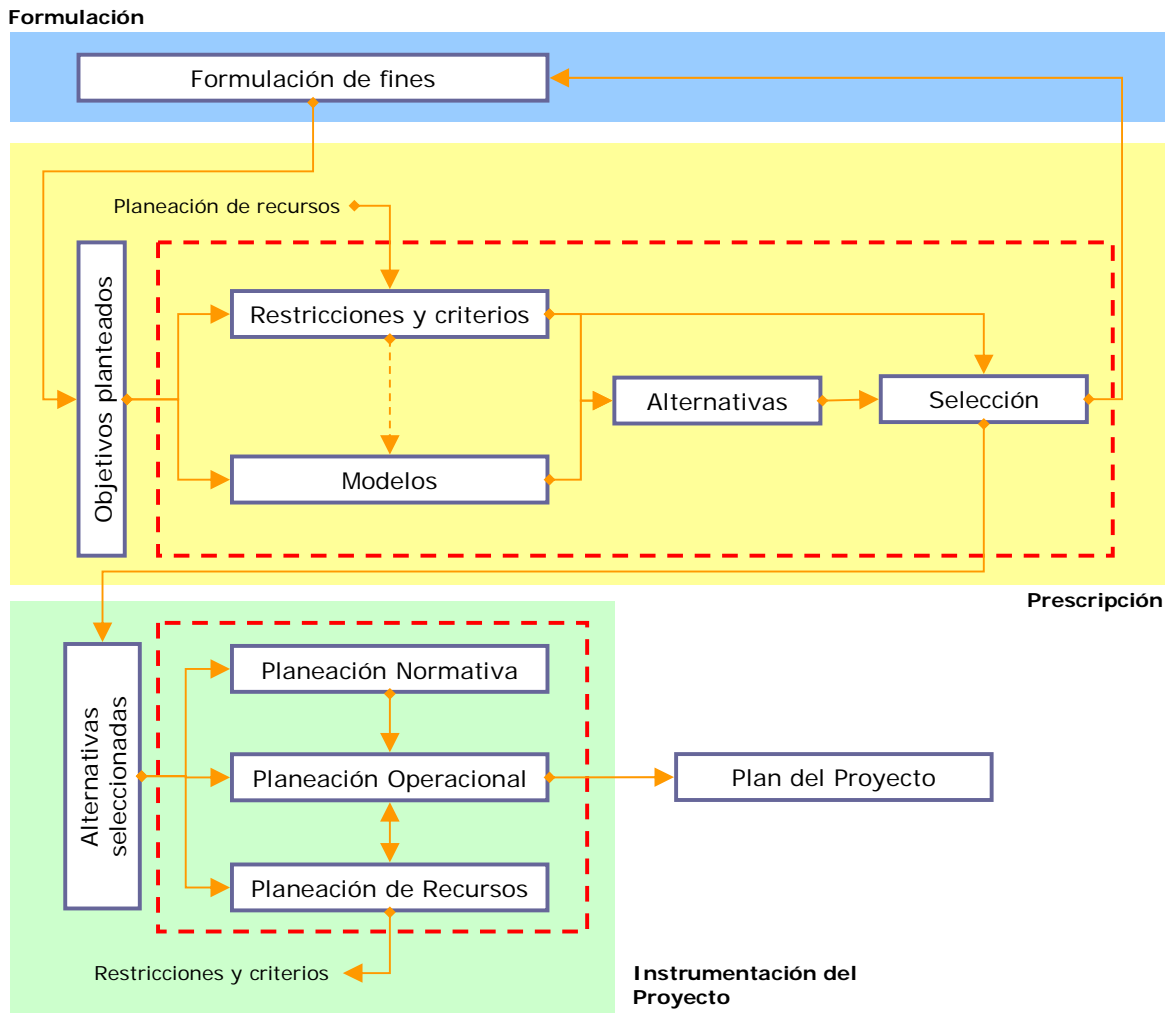 Formulación
Formulación de fines
Planeación de recursos
Objetivos planteados
Restricciones y criterios
Modelos
Alternativas
Selección
Prescripción
Alternativas
seleccionadas
Planeación Normativa
Planeación Operacional
Planeación de Recursos
Plan del Proyecto
Restricciones y criterios
Instrumentación del
Proyecto